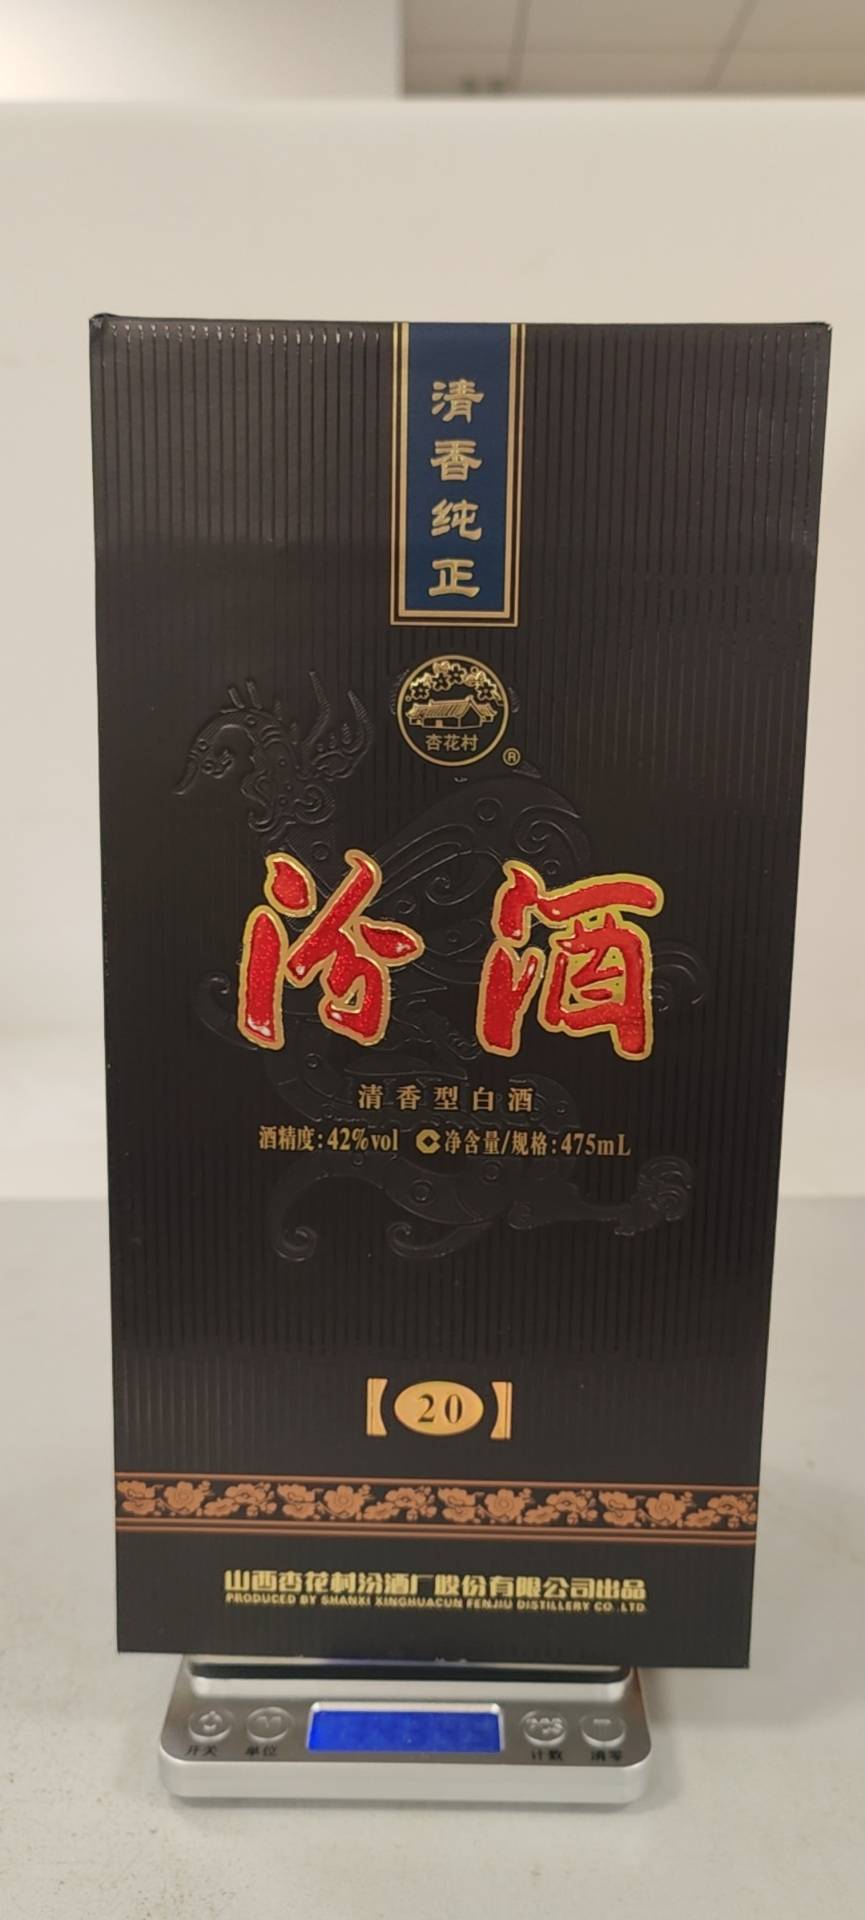 清香纯正
杏花村
®
汾酒
清香型白酒
酒精度:42%vol 净含量/规格:475mL
【20】
山西杏花村汾酒厂股份有限公司出品
PRODUCED BY SHANXI XINGHUACUN FENJIU DISTILLERY CO.,LTD.
开关 单位 PCS 计数 清零